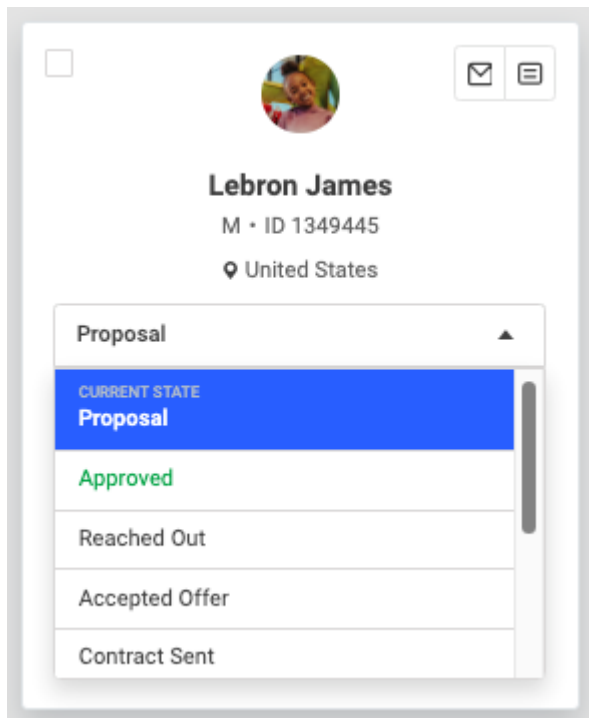 Lebron James
M • ID 1349445
United States
Proposal
CURRENT STATE
Proposal
Approved
Reached Out
Accepted Offer
Contract Sent